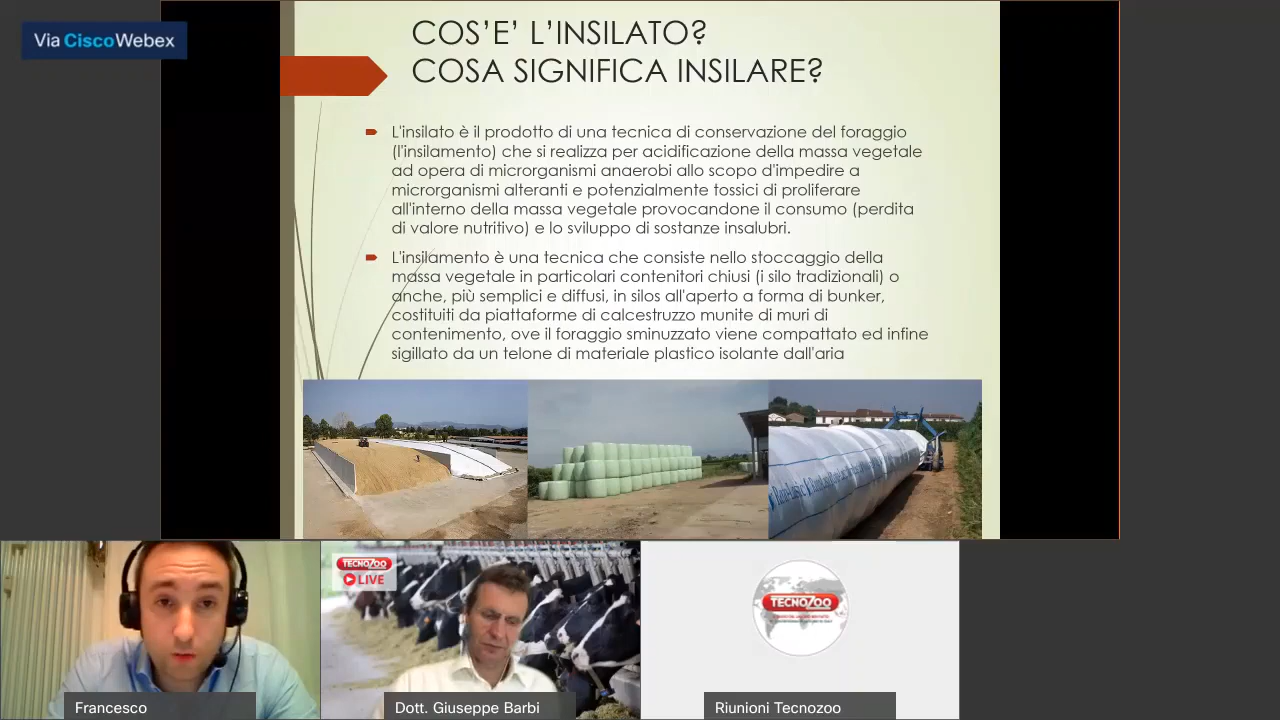 Via Cisco Webex
COS'E' L'INSILATO?
COSA SIGNIFICA INSILARE?
L'insilato è il prodotto di una tecnica di conservazione del foraggio
(l'insilamento) che si realizza per acidificazione della massa vegetale
ad opera di microrganismi anaerobi allo scopo d'impedire a
microrganismi alteranti e potenzialmente tossici di proliferare
all'interno della massa vegetale provocandone il consumo (perdita
di valore nutritivo) e lo sviluppo di sostanze insalubri.
L'insilamento è una tecnica che consiste nello stoccaggio della
massa vegetale in particolari contenitori chiusi (i silo tradizionali) o
anche, più semplici e diffusi, in silos all'aperto a forma di bunker,
costituiti da piattaforme di calcestruzzo munite di muri di
contenimento, ove il foraggio sminuzzato viene compattato ed infine
sigillato da un telone di materiale plastico isolante dall'aria
TECNOZOO
LIVE
TECNOZOO
Francesco
Dott. Giuseppe Barbi
Riunioni Tecnozoo